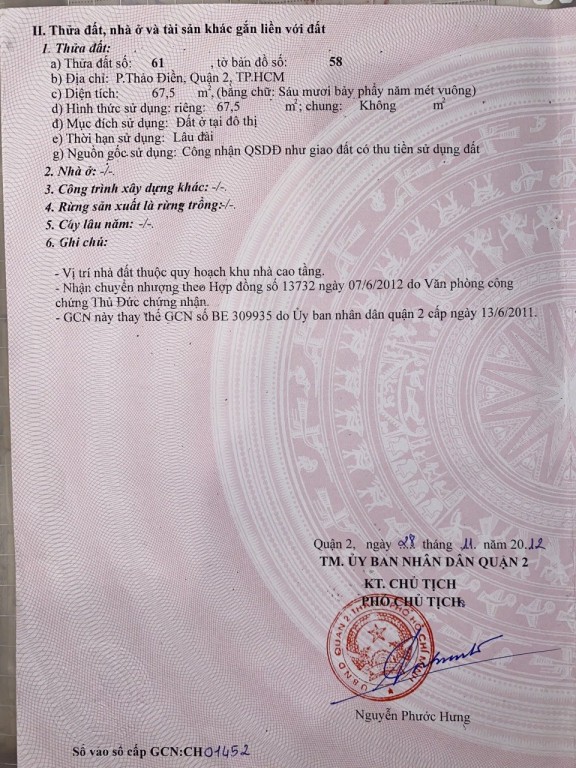 II. Thửa đất, nhà ở và tài sản khác gắn liền với đất
1. Thửa đất:
a) Thửa đất số: 61 , tờ bản đồ số: 58
b) Địa chỉ: P.Thảo Điền, Quận 2, TP.HCM
c) Diện tích: 67,5 m², (bằng chữ: Sáu mươi bảy phẩy năm mét vuông)
d) Hình thức sử dụng: riêng: 67,5 m²; chung: Không m²
đ) Mục đích sử dụng: Đất ở tại đô thị
e) Thời hạn sử dụng: Lâu dài
g) Nguồn gốc sử dụng: Công nhận QSDĐ như giao đất có thu tiền sử dụng đất
2. Nhà ở: -/-.
3. Công trình xây dựng khác: -/-.
4. Rừng sản xuất là rừng trồng:-/-.
5. Cây lâu năm: -/-.
6. Ghi chú:
- Vị trí nhà đất thuộc quy hoạch khu nhà cao tầng.
- Nhận chuyển nhượng theo Hợp đồng số 13732 ngày 07/6/2012 do Văn phòng công
chứng Thủ Đức chứng nhận.
- GCN này thay thế GCN số BE 309935 do Ủy ban nhân dân quận 2 cấp ngày 13/6/2011.
Quận 2, ngày 28 tháng 11 năm 2012
TM. ỦY BAN NHÂN DÂN QUẬN 2
KT. CHỦ TỊCH
PHÓ CHỦ TỊCH
U.B.N.D QUẬN 2 T.P HỒ CHÍ MINH
Nguyễn Phước Hưng
Số vào sổ cấp GCN:CH01452